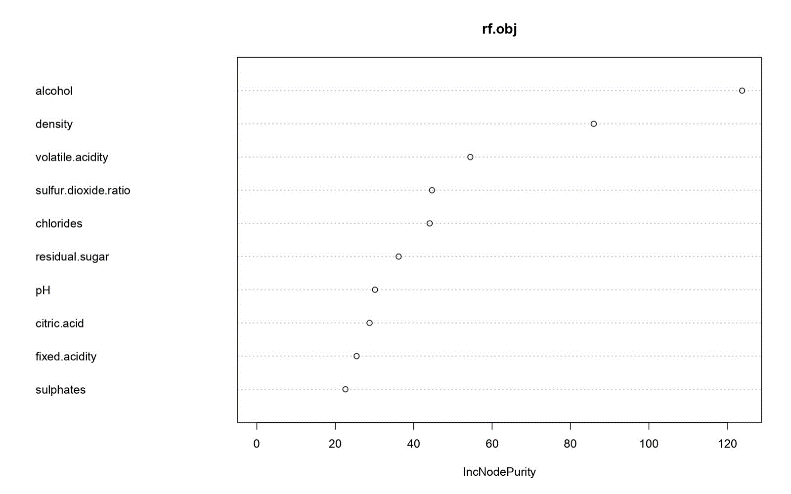 rf.obj
alcohol
density
volatile.acidity
sulfur.dioxide.ratio
chlorides
residual.sugar
pH
citric.acid
fixed.acidity
sulphates
0 20 40 60 80 100 120
IncNodePurity